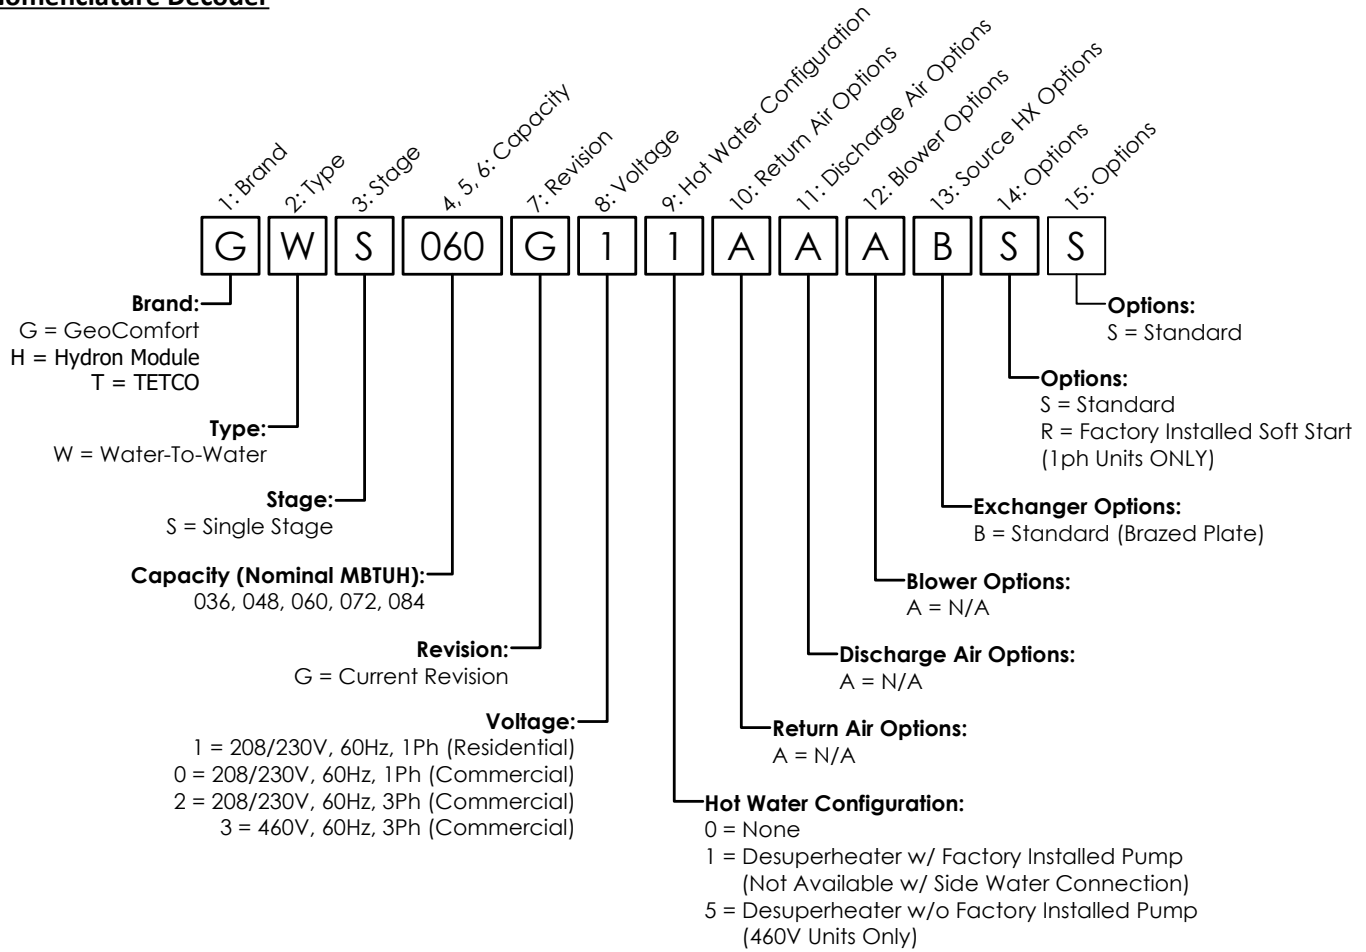 Nomenclature Decoder
1: Brand
2: Type
3: Stage
4, 5, 6: Capacity
7: Revision
8: Voltage
9: Hot Water Configuration
10: Return Air Options
11: Discharge Air Options
12: Blower Options
13: Source HX Options
14: Options
15: Options
G W S 060 G 1 1 A A A B S S
Brand:
G = GeoComfort
H = Hydron Module
T = TETCO
Type:
W = Water-To-Water
Stage:
S = Single Stage
Capacity (Nominal MBTUH):
036, 048, 060, 072, 084
Revision:
G = Current Revision
Voltage:
1 = 208/230V, 60Hz, 1Ph (Residential)
0 = 208/230V, 60Hz, 1Ph (Commercial)
2 = 208/230V, 60Hz, 3Ph (Commercial)
3 = 460V, 60Hz, 3Ph (Commercial)
Options:
S = Standard
Options:
S = Standard
R = Factory Installed Soft Start
(1ph Units ONLY)
Exchanger Options:
B = Standard (Brazed Plate)
Blower Options:
A = N/A
Discharge Air Options:
A = N/A
Return Air Options:
A = N/A
Hot Water Configuration:
0 = None
1 = Desuperheater w/ Factory Installed Pump
(Not Available w/ Side Water Connection)
5 = Desuperheater w/o Factory Installed Pump
(460V Units Only)